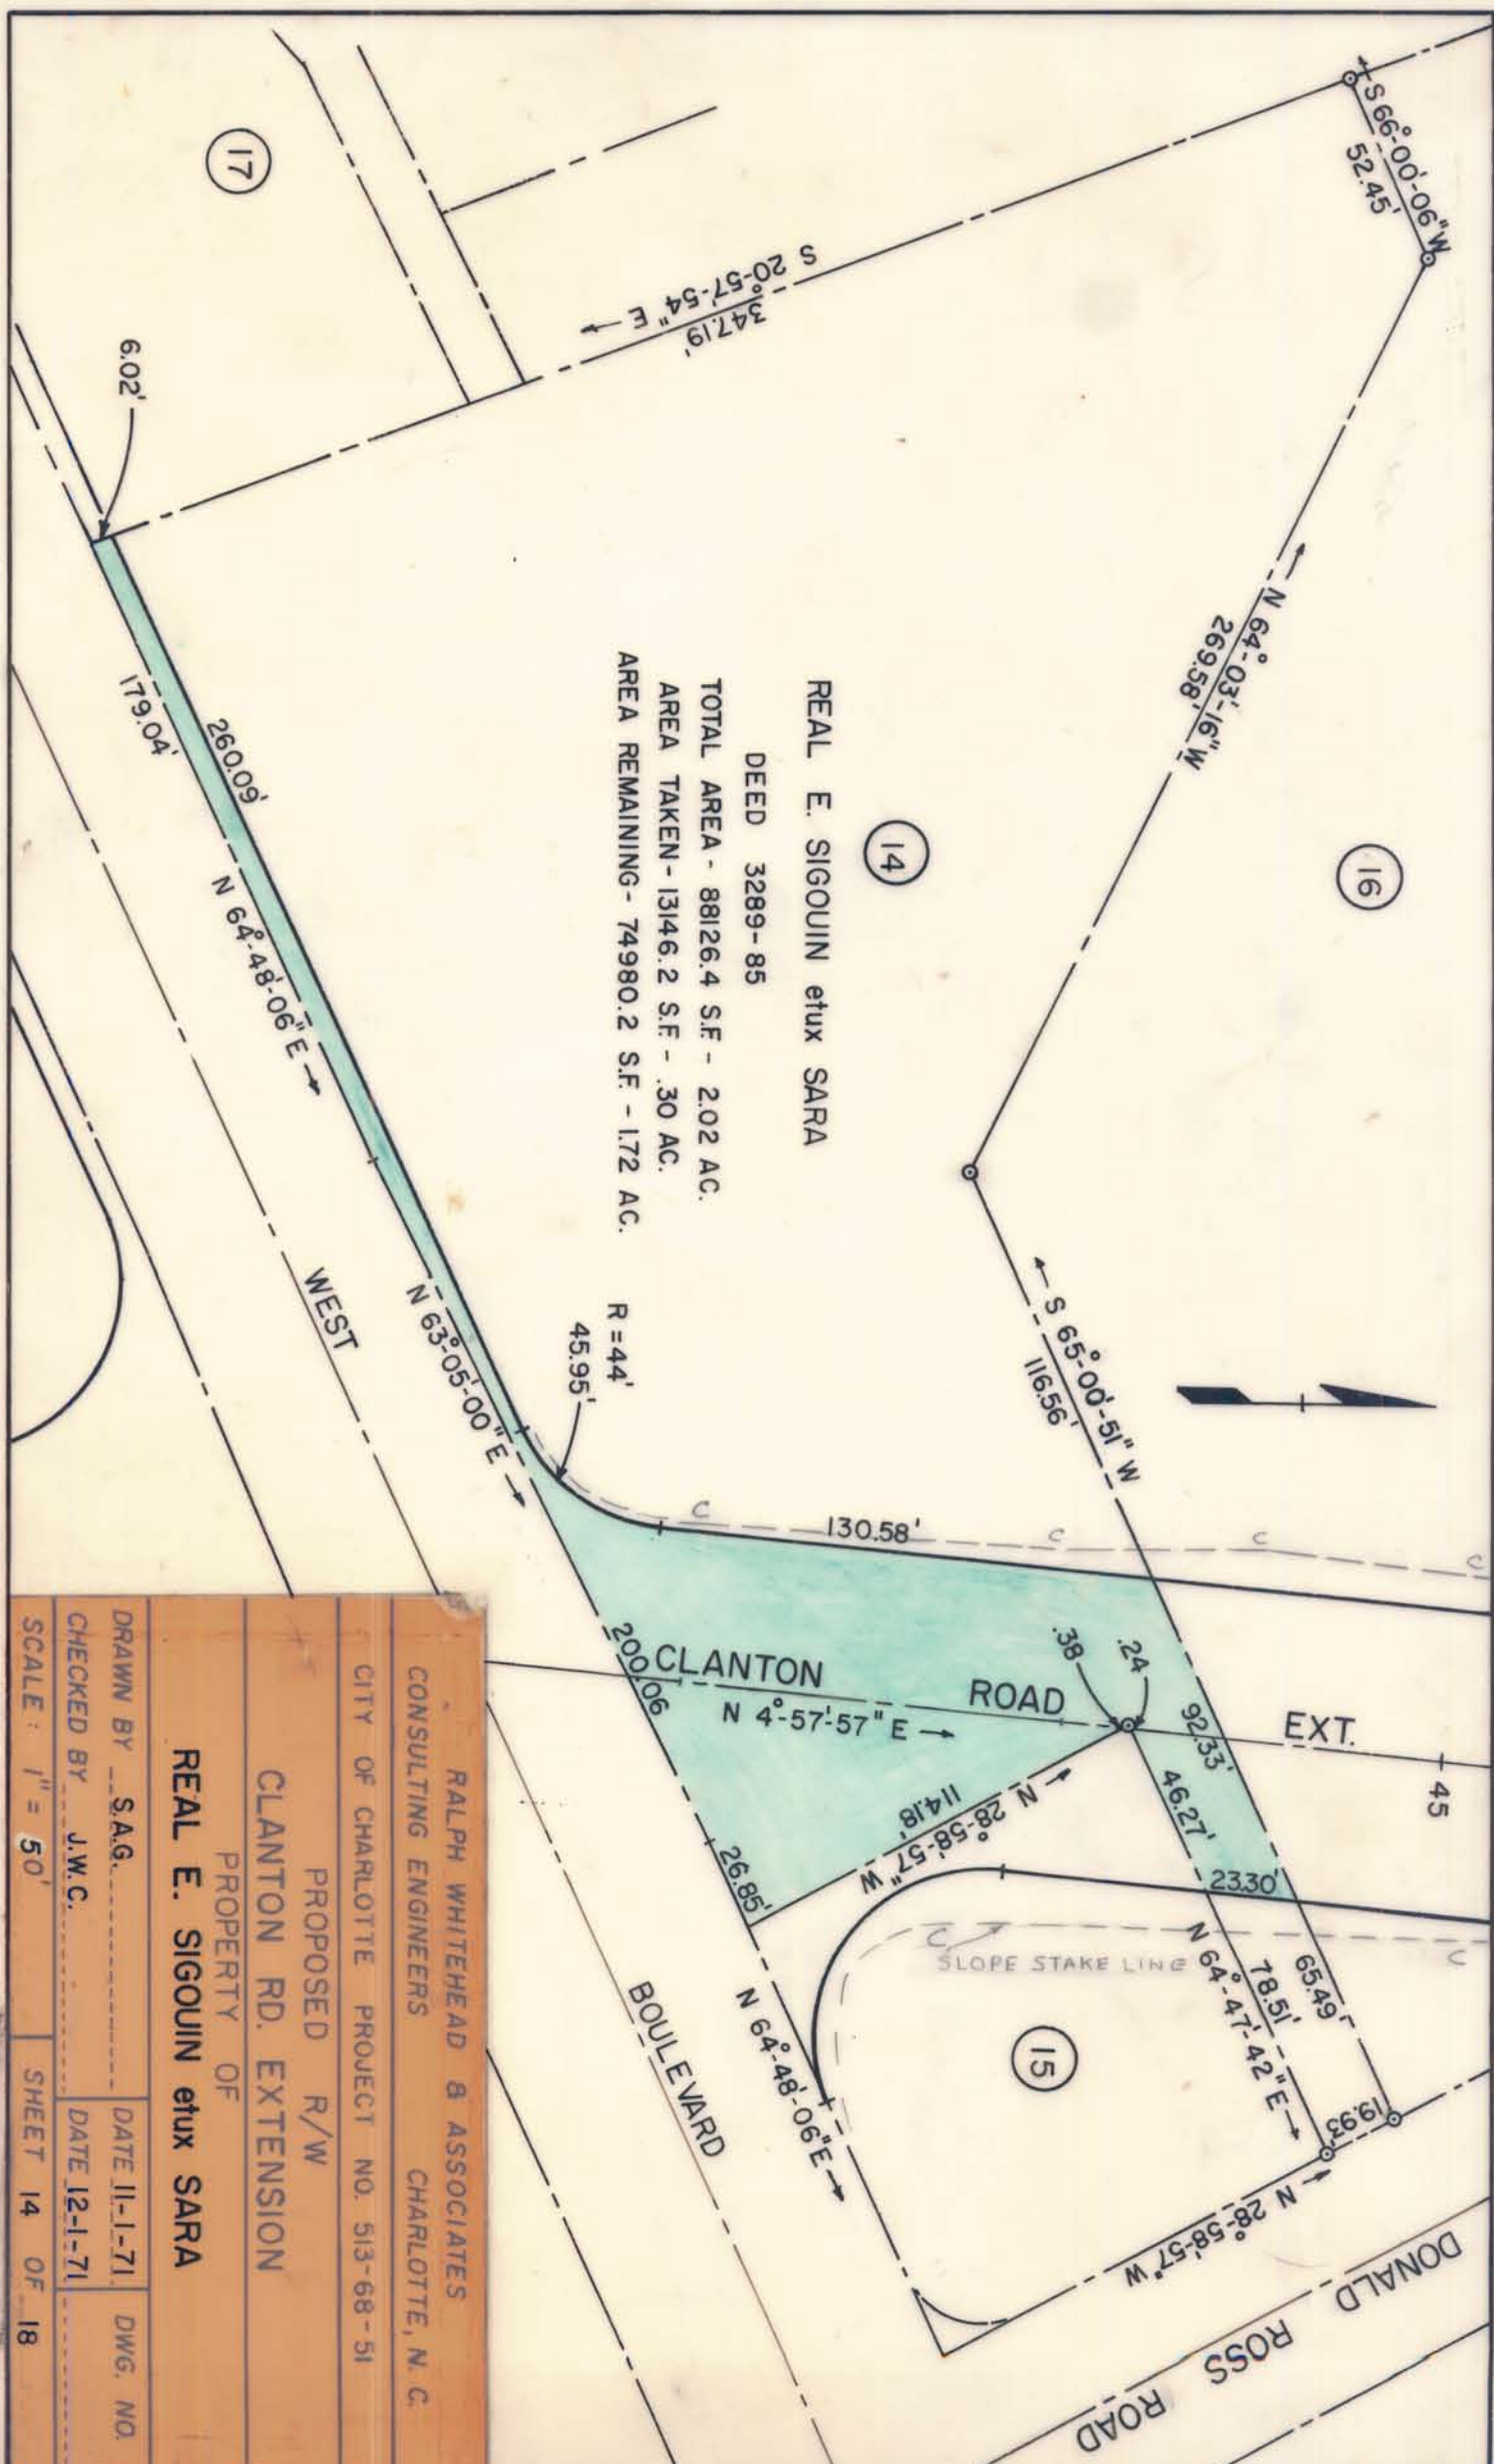 S 66°-00'-06" W
52.45'
N 64°-03'-16" W
269.58'
16
17
S 20°-57'-54" E
347.19'
14
REAL E. SIGOUIN etux SARA
DEED 3289-85
TOTAL AREA - 88126.4 S.F. - 2.02 AC.
AREA TAKEN - 13146.2 S.F. - .30 AC.
AREA REMAINING - 74980.2 S.F. - 1.72 AC.
S 65°-00'-51" W
116.56'
R = 44'
45.95'
130.58'
6.02'
179.04'
260.09'
N 64°-48'-06" E
N 63°-05'-00" E
WEST
BOULEVARD
200.06
26.85'
CLANTON ROAD EXT.
N 4°-57'-57" E
.38
.24
45
92.33'
46.27'
114.18'
N 28°-58'-57" W
23.30'
65.49'
78.51'
N 64°-47'-42" E
19.93'
C
C
C
C
C
C
SLOPE STAKE LINE
15
N 64°-48'-06" E
N 28°-58'-57" W
DONALD ROSS ROAD
RALPH WHITEHEAD & ASSOCIATES
CONSULTING ENGINEERS CHARLOTTE, N. C.
CITY OF CHARLOTTE PROJECT NO. 513-68-51
PROPOSED R/W
CLANTON RD. EXTENSION
PROPERTY OF
REAL E. SIGOUIN etux SARA
DRAWN BY S.A.G. DATE 11-1-71 DWG. NO.
CHECKED BY J.W.C. DATE 12-1-71
SCALE: 1" = 50' SHEET 14 OF 18